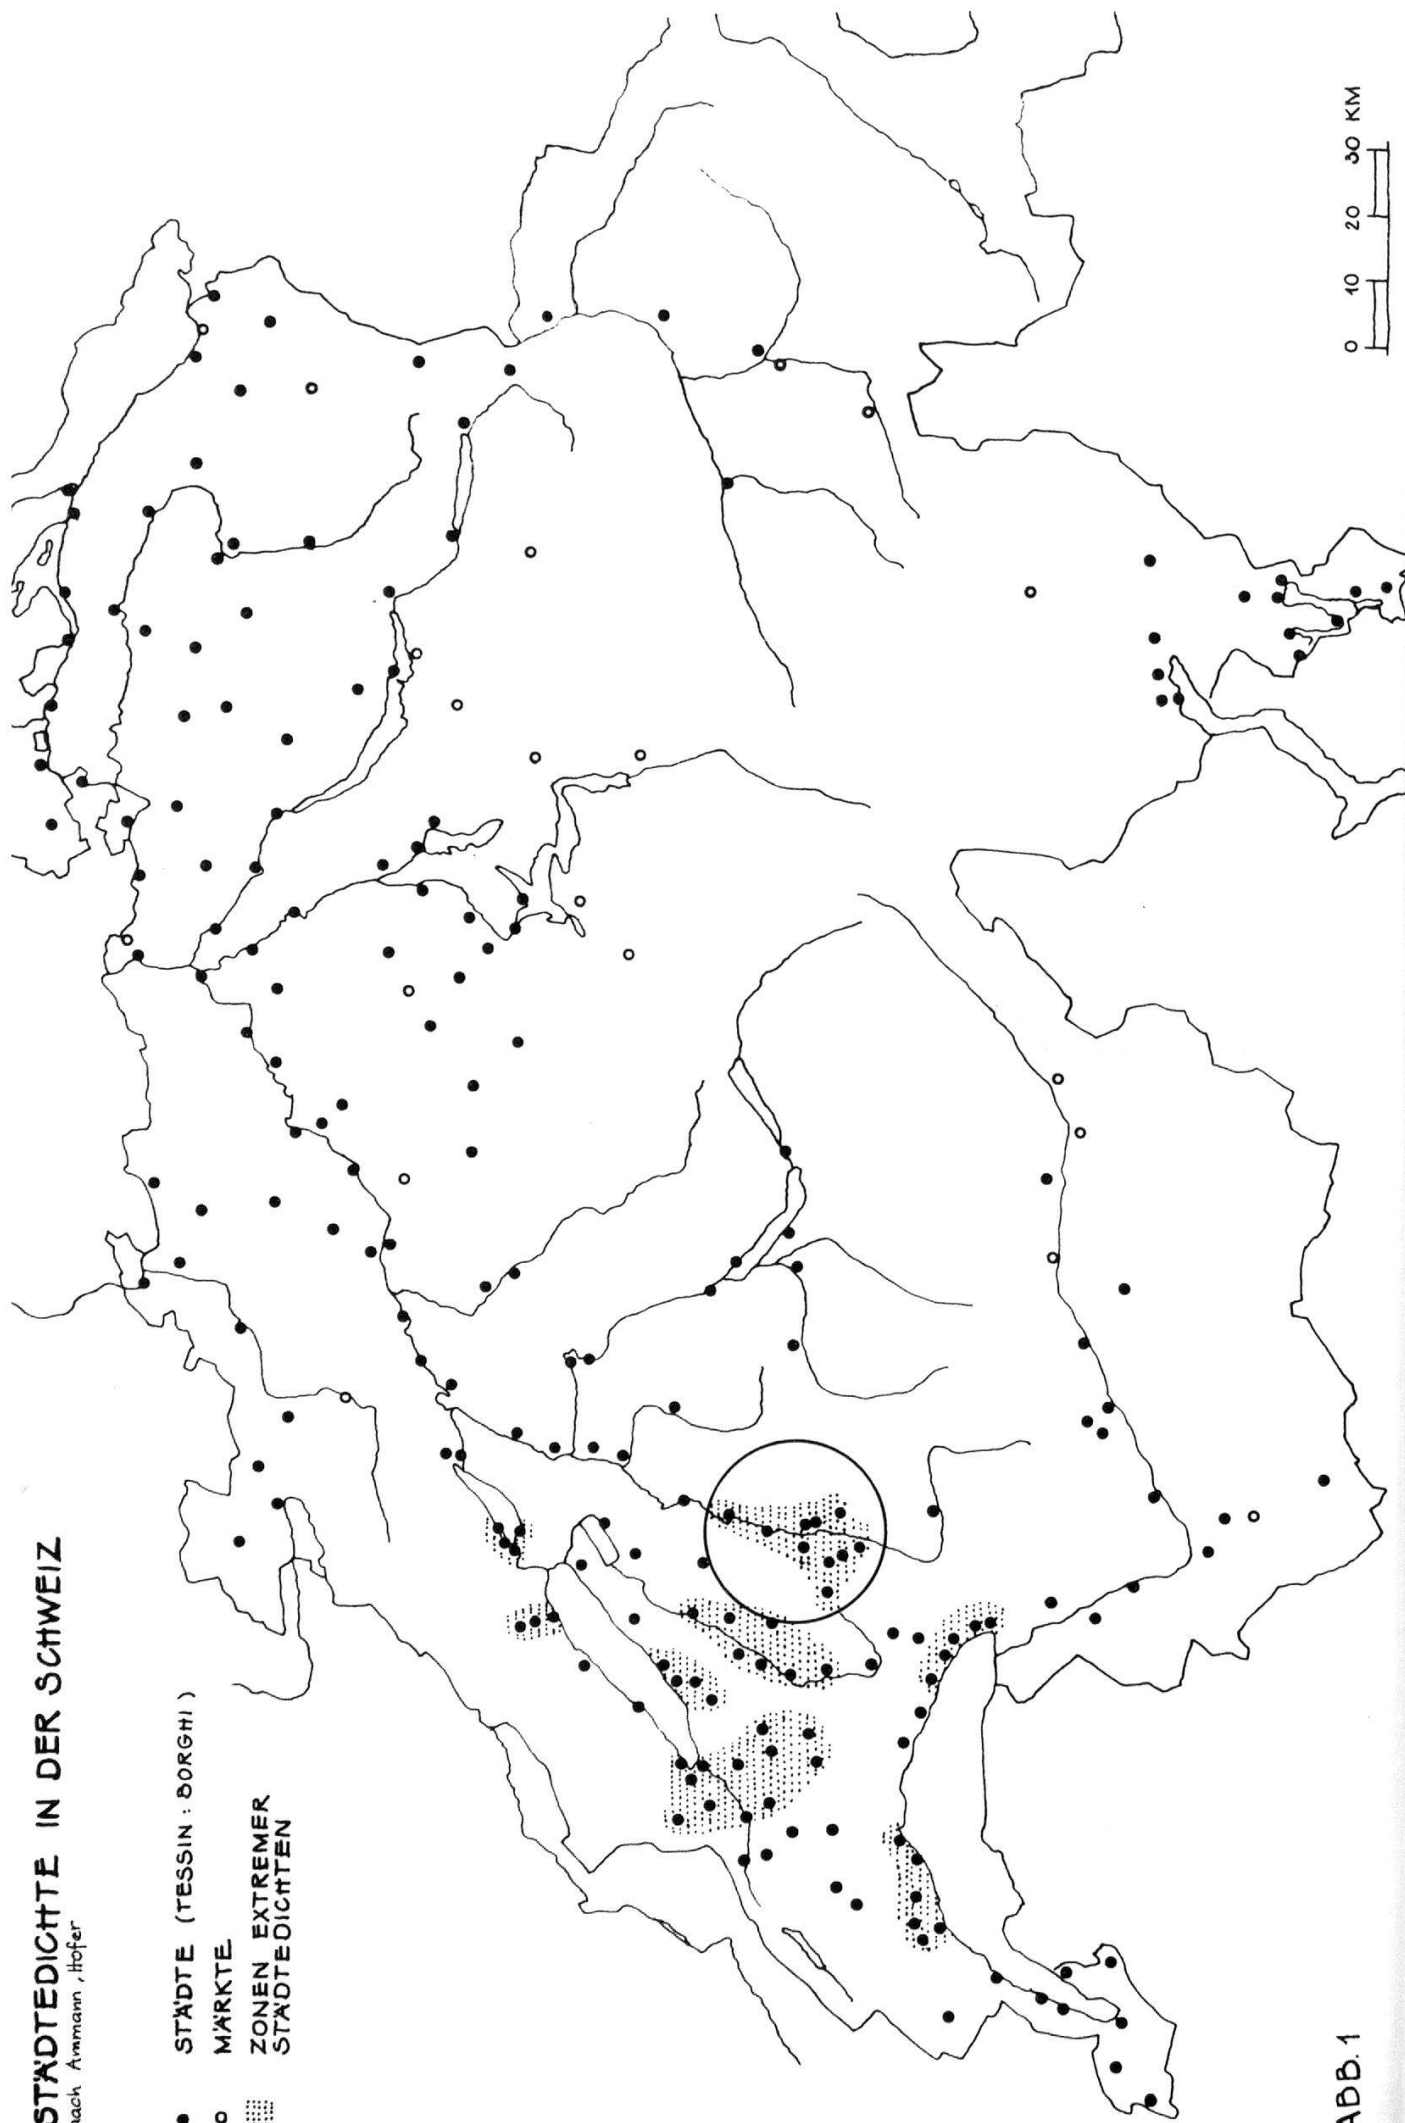 STÄDTEDICHTE IN DER SCHWEIZ
nach Ammann, Hofer
STÄDTE (TESSIN : BORGHI)
MÄRKTE
ZONEN EXTREMER
STÄDTEDICHTEN
0 10 20 30 KM
ABB. 1